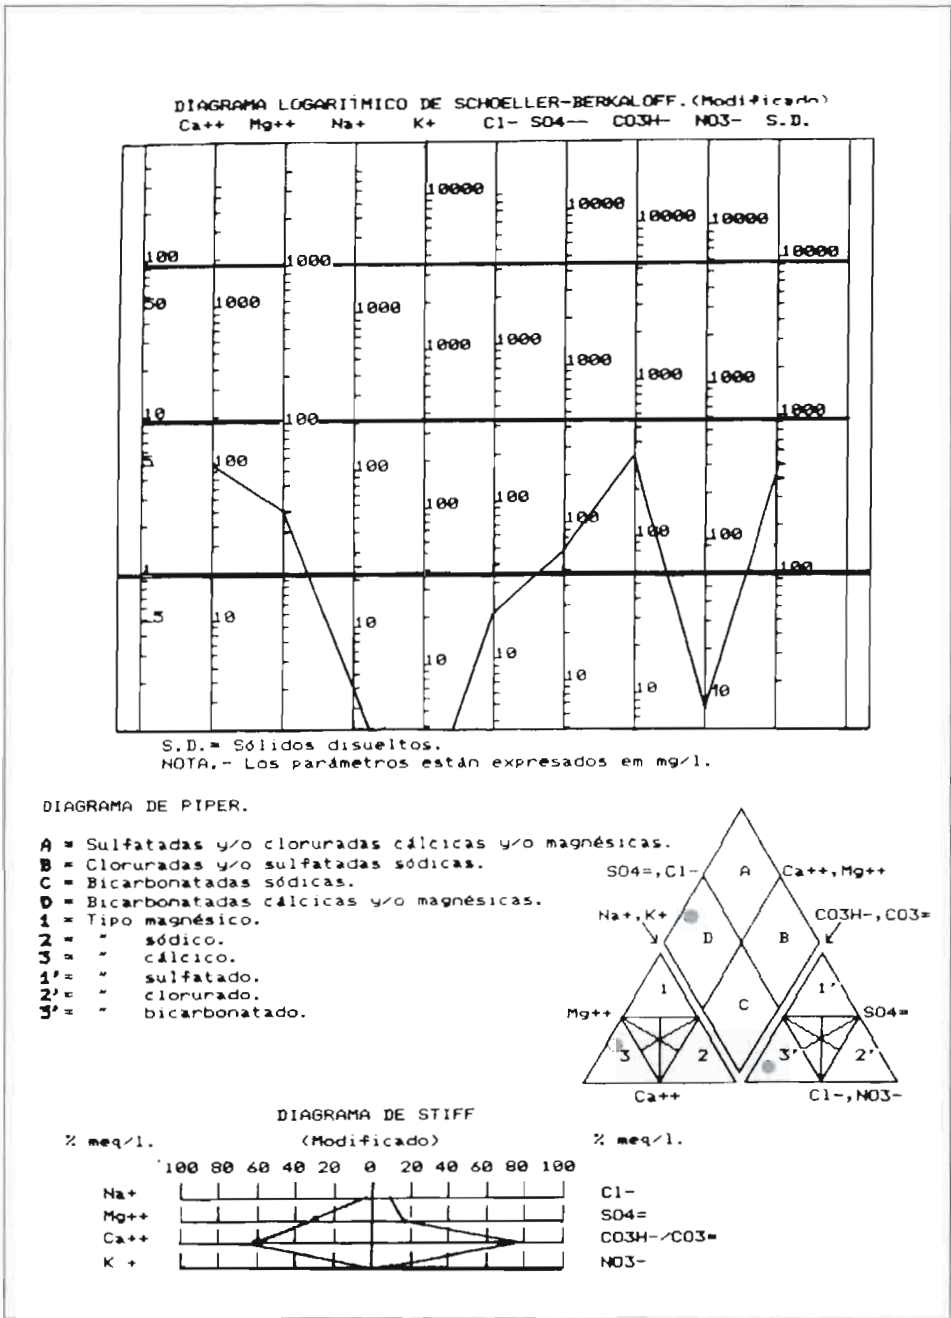 DIAGRAMA LOGARITMICO DE SCHOELLER-BERKALOFF.(Modificado)
Ca++ Mg++ Na+ K+ Cl- SO4-- CO3H- NO3- S.D.
10000
10000
10000 10000
100 1000 10000
50 1000 1000
1000 1000
1000
1000 1000
10 100 1000
5 100 100
100 100
100
100 100
1 100
.5 10 10
10 10
10
10 10
S.D.= Sólidos disueltos.
NOTA.- Los parámetros están expresados em mg/l.
DIAGRAMA DE PIPER.
A = Sulfatadas y/o cloruradas cálcicas y/o magnésicas.
B = Cloruradas y/o sulfatadas sódicas.
C = Bicarbonatadas sódicas.
D = Bicarbonatadas cálcicas y/o magnésicas.
1 = Tipo magnésico.
2 = " sódico.
3 = " cálcico.
1'= " sulfatado.
2'= " clorurado.
3'= " bicarbonatado.
A
SO4=,Cl- Ca++,Mg++
Na+,K+ CO3H-,CO3=
D B
1 1'
C
Mg++ SO4=
3 2 3' 2'
Ca++ Cl-,NO3-
DIAGRAMA DE STIFF
% meq/l. (Modificado) % meq/l.
100 80 60 40 20 0 20 40 60 80 100
Na+ Cl-
Mg++ SO4=
Ca++ CO3H-/CO3=
K + NO3-